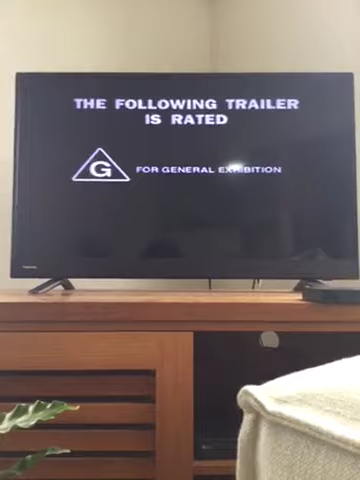 THE FOLLOWING TRAILER
IS RATED
G FOR GENERAL EXHIBITION